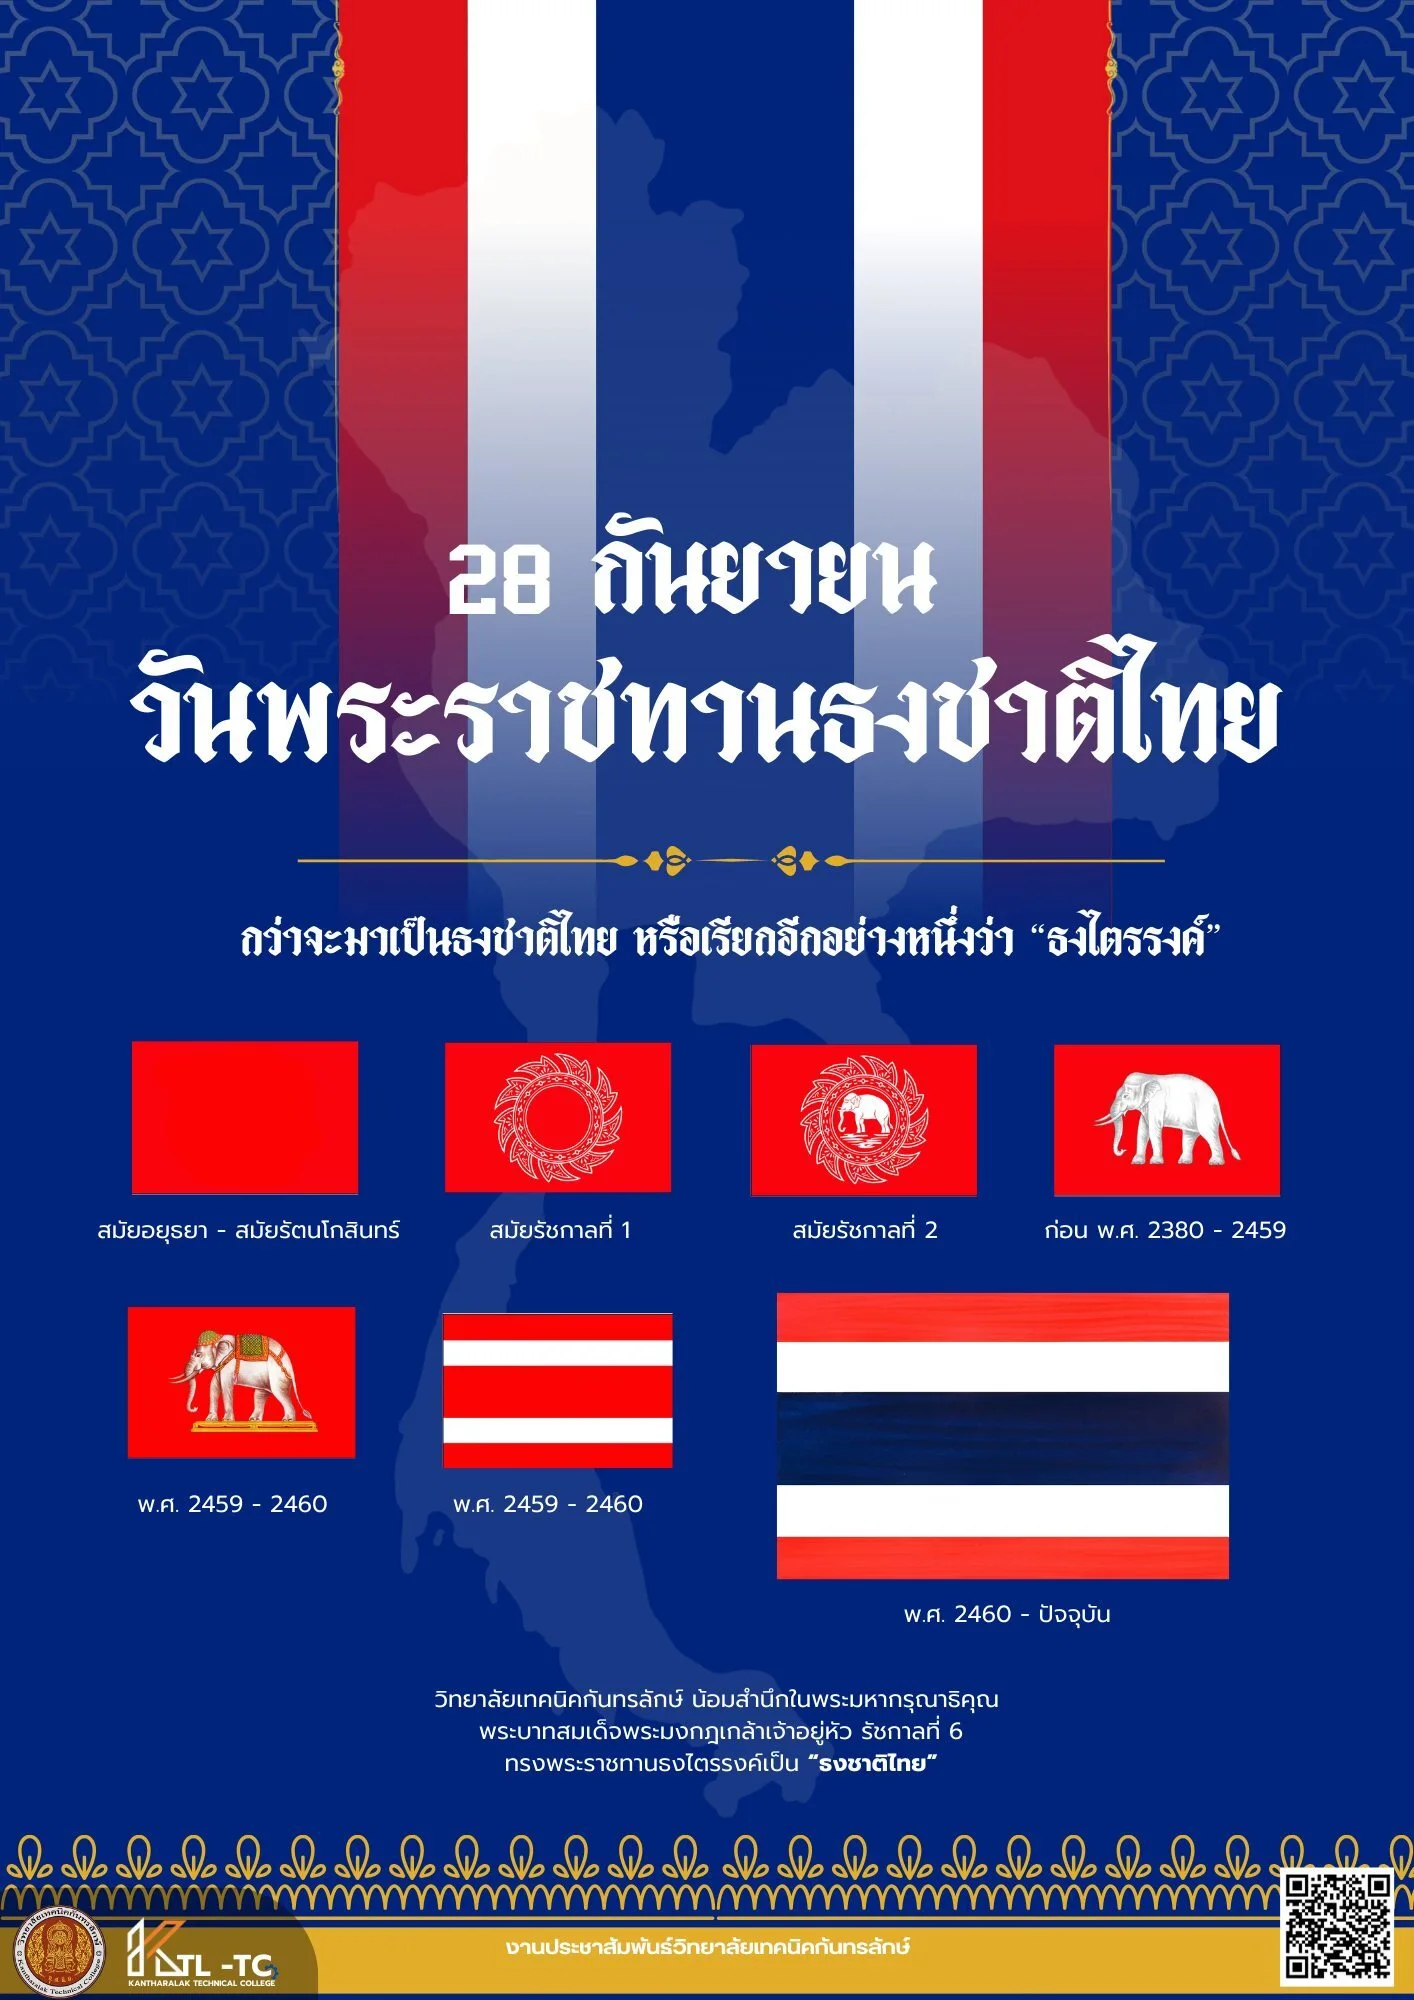 28 กันยายน
วันพระราชทานธงชาติไทย
กว่าจะมาเป็นธงชาติไทย หรือเรียกอีกอย่างหนึ่งว่า “ธงไตรรงค์”
สมัยอยุธยา - สมัยรัตนโกสินทร์
สมัยรัชกาลที่ 1
สมัยรัชกาลที่ 2
ก่อน พ.ศ. 2380 - 2459
พ.ศ. 2459 - 2460
พ.ศ. 2459 - 2460
พ.ศ. 2460 - ปัจจุบัน
วิทยาลัยเทคนิคกันทรลักษ์ น้อมสำนึกในพระมหากรุณาธิคุณ
พระบาทสมเด็จพระมงกฎเกล้าเจ้าอยู่หัว รัชกาลที่ 6
ทรงพระราชทานธงไตรรงค์เป็น “ธงชาติไทย”
วิทยาลัยเทคนิคกันทรลักษ์
Kantharalak Technical College
KTL -TC
KANTHARALAK TECHNICAL COLLEGE
งานประชาสัมพันธ์วิทยาลัยเทคนิคกันทรลักษ์